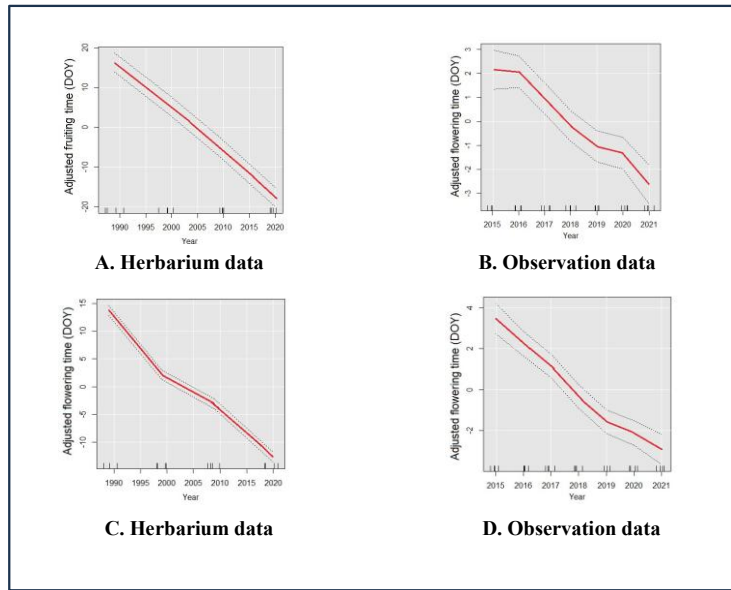 Adjusted fruiting time (DOY)
20
10
0
-10
-20
1990 1995 2000 2005 2010 2015 2020
Year
A. Herbarium data
Adjusted flowering time (DOY)
3
2
1
0
-1
-2
-3
2015 2016 2017 2018 2019 2020 2021
Year
B. Observation data
Adjusted flowering time (DOY)
15
10
5
0
-5
-10
1990 1995 2000 2005 2010 2015 2020
Year
C. Herbarium data
Adjusted flowering time (DOY)
4
2
0
-2
2015 2016 2017 2018 2019 2020 2021
Year
D. Observation data